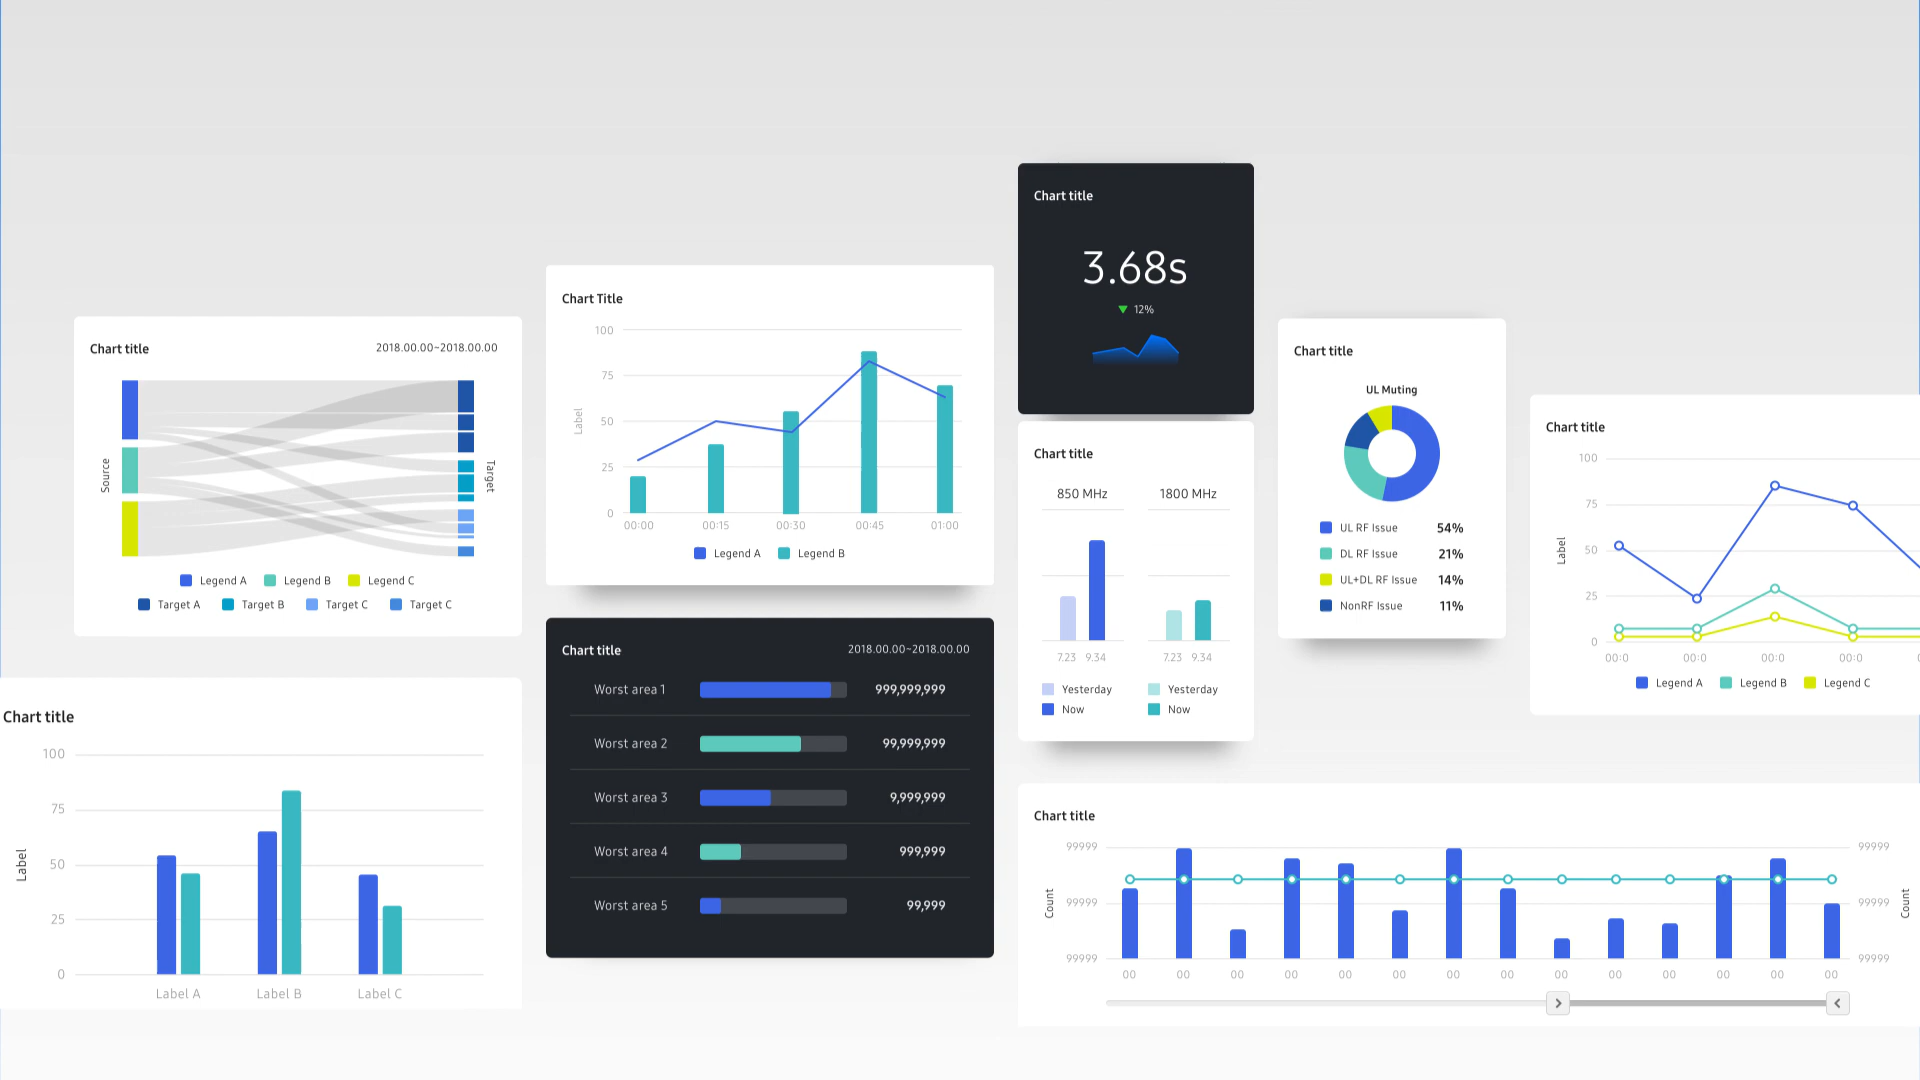 Chart title
2018.00.00~2018.00.00
Source
Target
Legend A Legend B Legend C
Target A Target B Target C Target C
Chart title
100
75
50
25
0
Label
Label A Label B Label C
Chart Title
100
75
50
25
0
Label
00:00 00:15 00:30 00:45 01:00
Legend A Legend B
Chart title
2018.00.00~2018.00.00
Worst area 1 999,999,999
Worst area 2 99,999,999
Worst area 3 9,999,999
Worst area 4 999,999
Worst area 5 99,999
Chart title
3.68s
12%
Chart title
850 MHz 1800 MHz
7.23 9.34 7.23 9.34
Yesterday Yesterday
Now Now
Chart title
UL Muting
UL RF Issue 54%
DL RF Issue 21%
UL+DL RF Issue 14%
NonRF Issue 11%
Chart title
100
75
50
25
0
Label
00:0 00:0 00:0 00:0
Legend A Legend B Legend C
Chart title
99999 99999
99999 99999
99999 99999
Count
Count
00 00 00 00 00 00 00 00 00 00 00 00 00 00